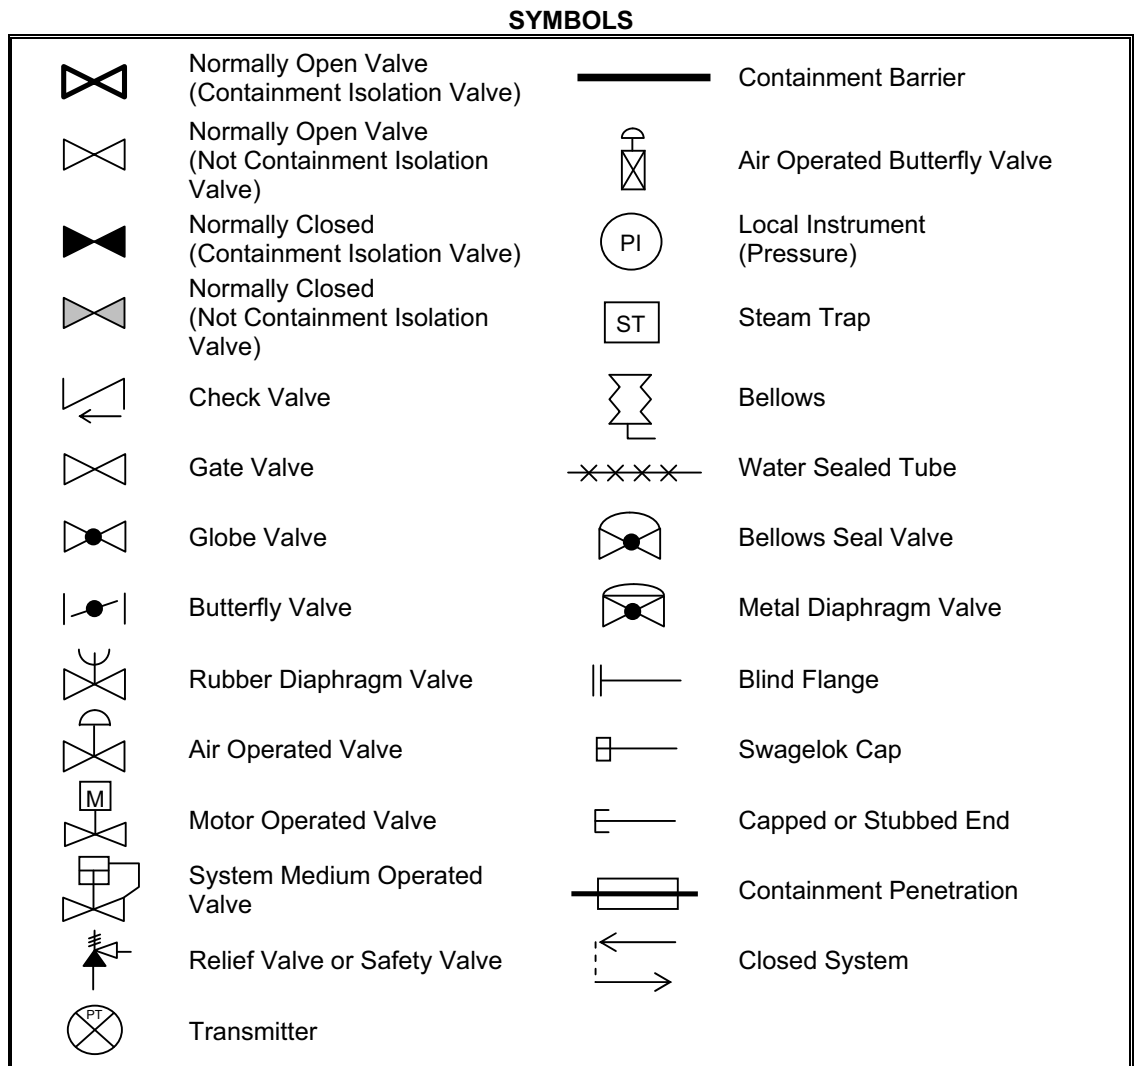 SYMBOLS
Normally Open Valve
(Containment Isolation Valve)
Normally Open Valve
(Not Containment Isolation
Valve)
Normally Closed
(Containment Isolation Valve)
Normally Closed
(Not Containment Isolation
Valve)
Check Valve
Gate Valve
Globe Valve
Butterfly Valve
Rubber Diaphragm Valve
Air Operated Valve
M
Motor Operated Valve
System Medium Operated
Valve
Relief Valve or Safety Valve
PT
Transmitter
Containment Barrier
Air Operated Butterfly Valve
PI
Local Instrument
(Pressure)
ST
Steam Trap
Bellows
Water Sealed Tube
Bellows Seal Valve
Metal Diaphragm Valve
Blind Flange
Swagelok Cap
Capped or Stubbed End
Containment Penetration
Closed System